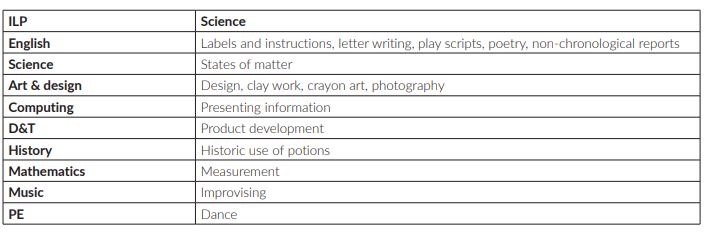 ILP Science
English Labels and instructions, letter writing, play scripts, poetry, non-chronological reports
Science States of matter
Art & design Design, clay work, crayon art, photography
Computing Presenting information
D&T Product development
History Historic use of potions
Mathematics Measurement
Music Improvising
PE Dance